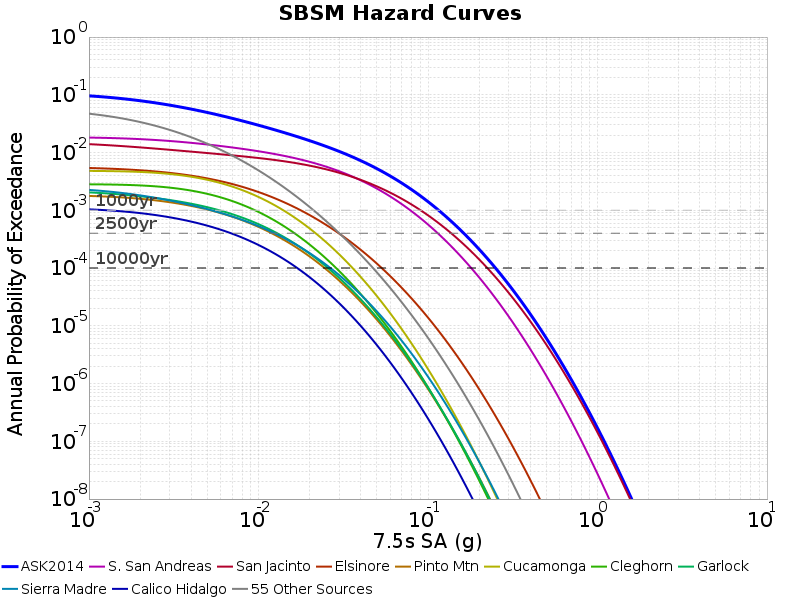 SBSM Hazard Curves
Annual Probability of Exceedance
10^0
10^-1
10^-2
10^-3
10^-4
10^-5
10^-6
10^-7
10^-8
1000yr
2500yr
10000yr
10^-3 10^-2 10^-1 10^0 10^1
7.5s SA (g)
ASK2014 S. San Andreas San Jacinto Elsinore Pinto Mtn Cucamonga Cleghorn Garlock
Sierra Madre Calico Hidalgo 55 Other Sources